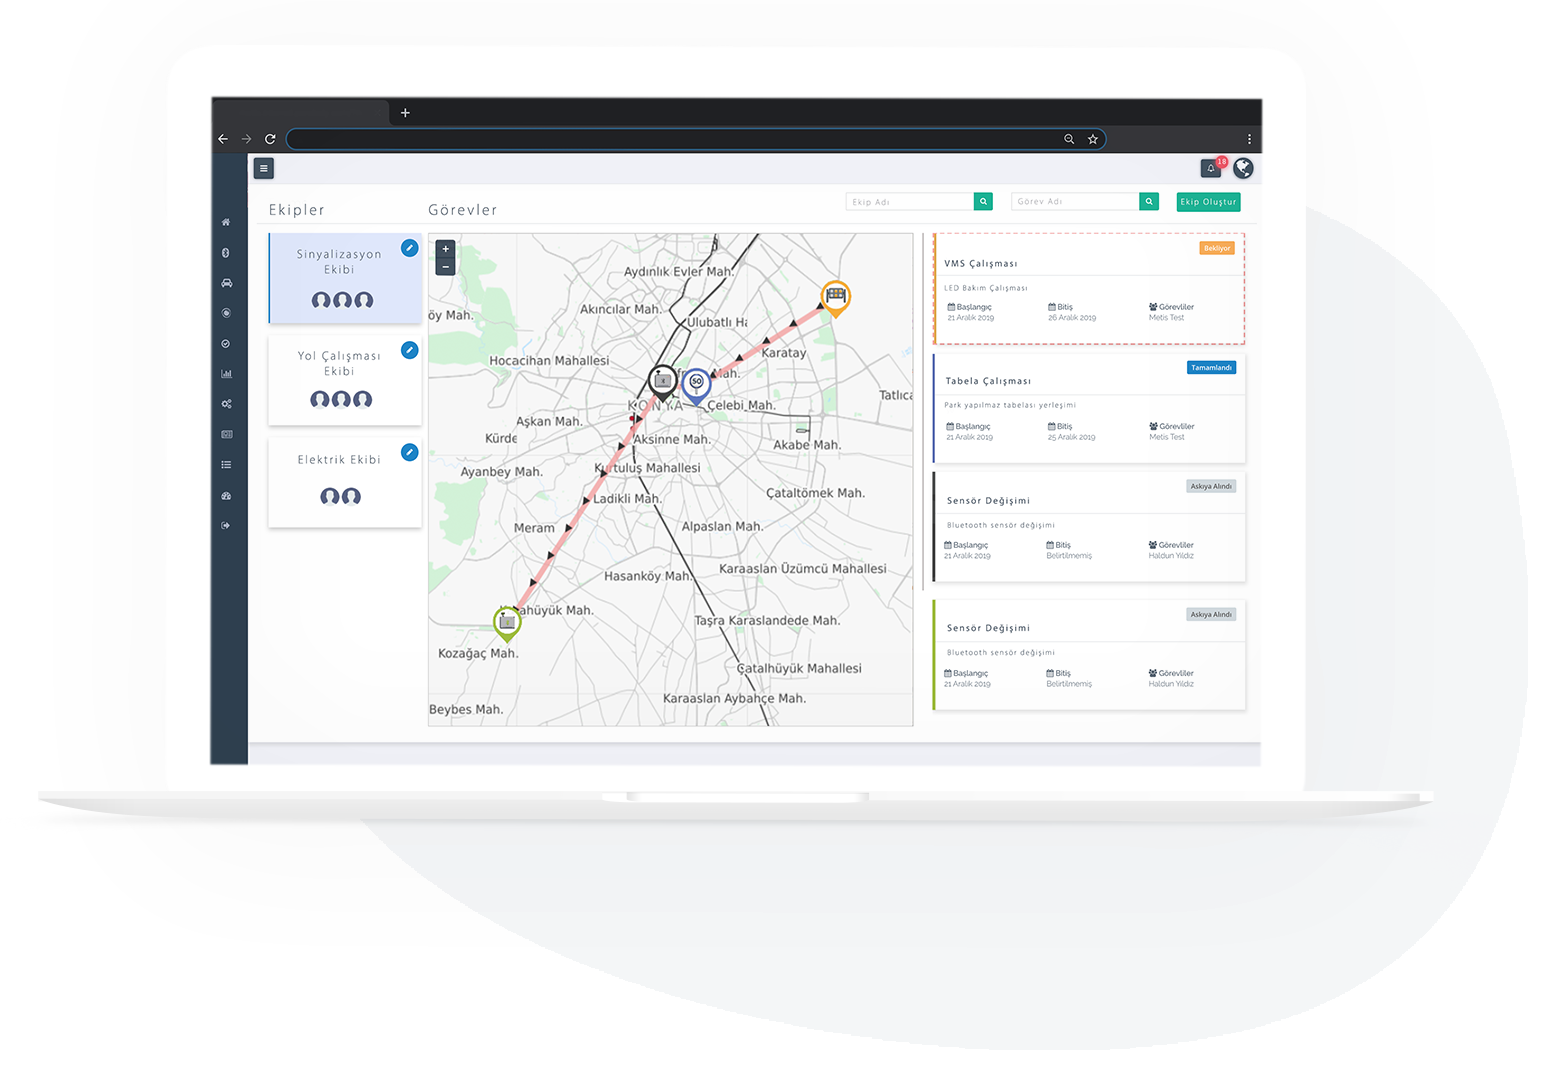 18
Ekipler
Görevler
Ekip Adı
Görev Adı
Ekip Oluştur
Sinyalizasyon
Ekibi
Yol Çalışması
Ekibi
Elektrik Ekibi
+
−
Aydınlık Evler Mah.
Akıncılar Mah.
öy Mah.
Ulubatlı Ha
Karatay
Hocacihan Mahallesi
Mah.
50
Tatlıca
KONYA
Çelebi Mah.
Aşkan Mah.
Kürde
Aksinne Mah.
Akabe Mah.
Ayanbey Mah.
Kurtuluş Mahallesi
Ladikli Mah.
Çataltömek Mah.
Meram
Alpaslan Mah.
Hasanköy Mah.
Karaaslan Üzümcü Mahallesi
ahüyük Mah.
Taşra Karaslandede Mah.
Kozağaç Mah.
Çatalhüyük Mahallesi
Karaaslan Aybahçe Mah.
Beybes Mah.
Bekliyor
VMS Çalışması
LED Bakım Çalışması
Başlangıç Bitiş Görevliler
21 Aralık 2019 26 Aralık 2019 Metis Test
Tamamlandı
Tabela Çalışması
Park yapılmaz tabelası yerleşimi
Başlangıç Bitiş Görevliler
21 Aralık 2019 25 Aralık 2019 Metis Test
Askıya Alındı
Sensör Değişimi
Bluetooth sensör değişimi
Başlangıç Bitiş Görevliler
21 Aralık 2019 Belirtilmemiş Haldun Yıldız
Askıya Alındı
Sensör Değişimi
Bluetooth sensör değişimi
Başlangıç Bitiş Görevliler
21 Aralık 2019 Belirtilmemiş Haldun Yıldız